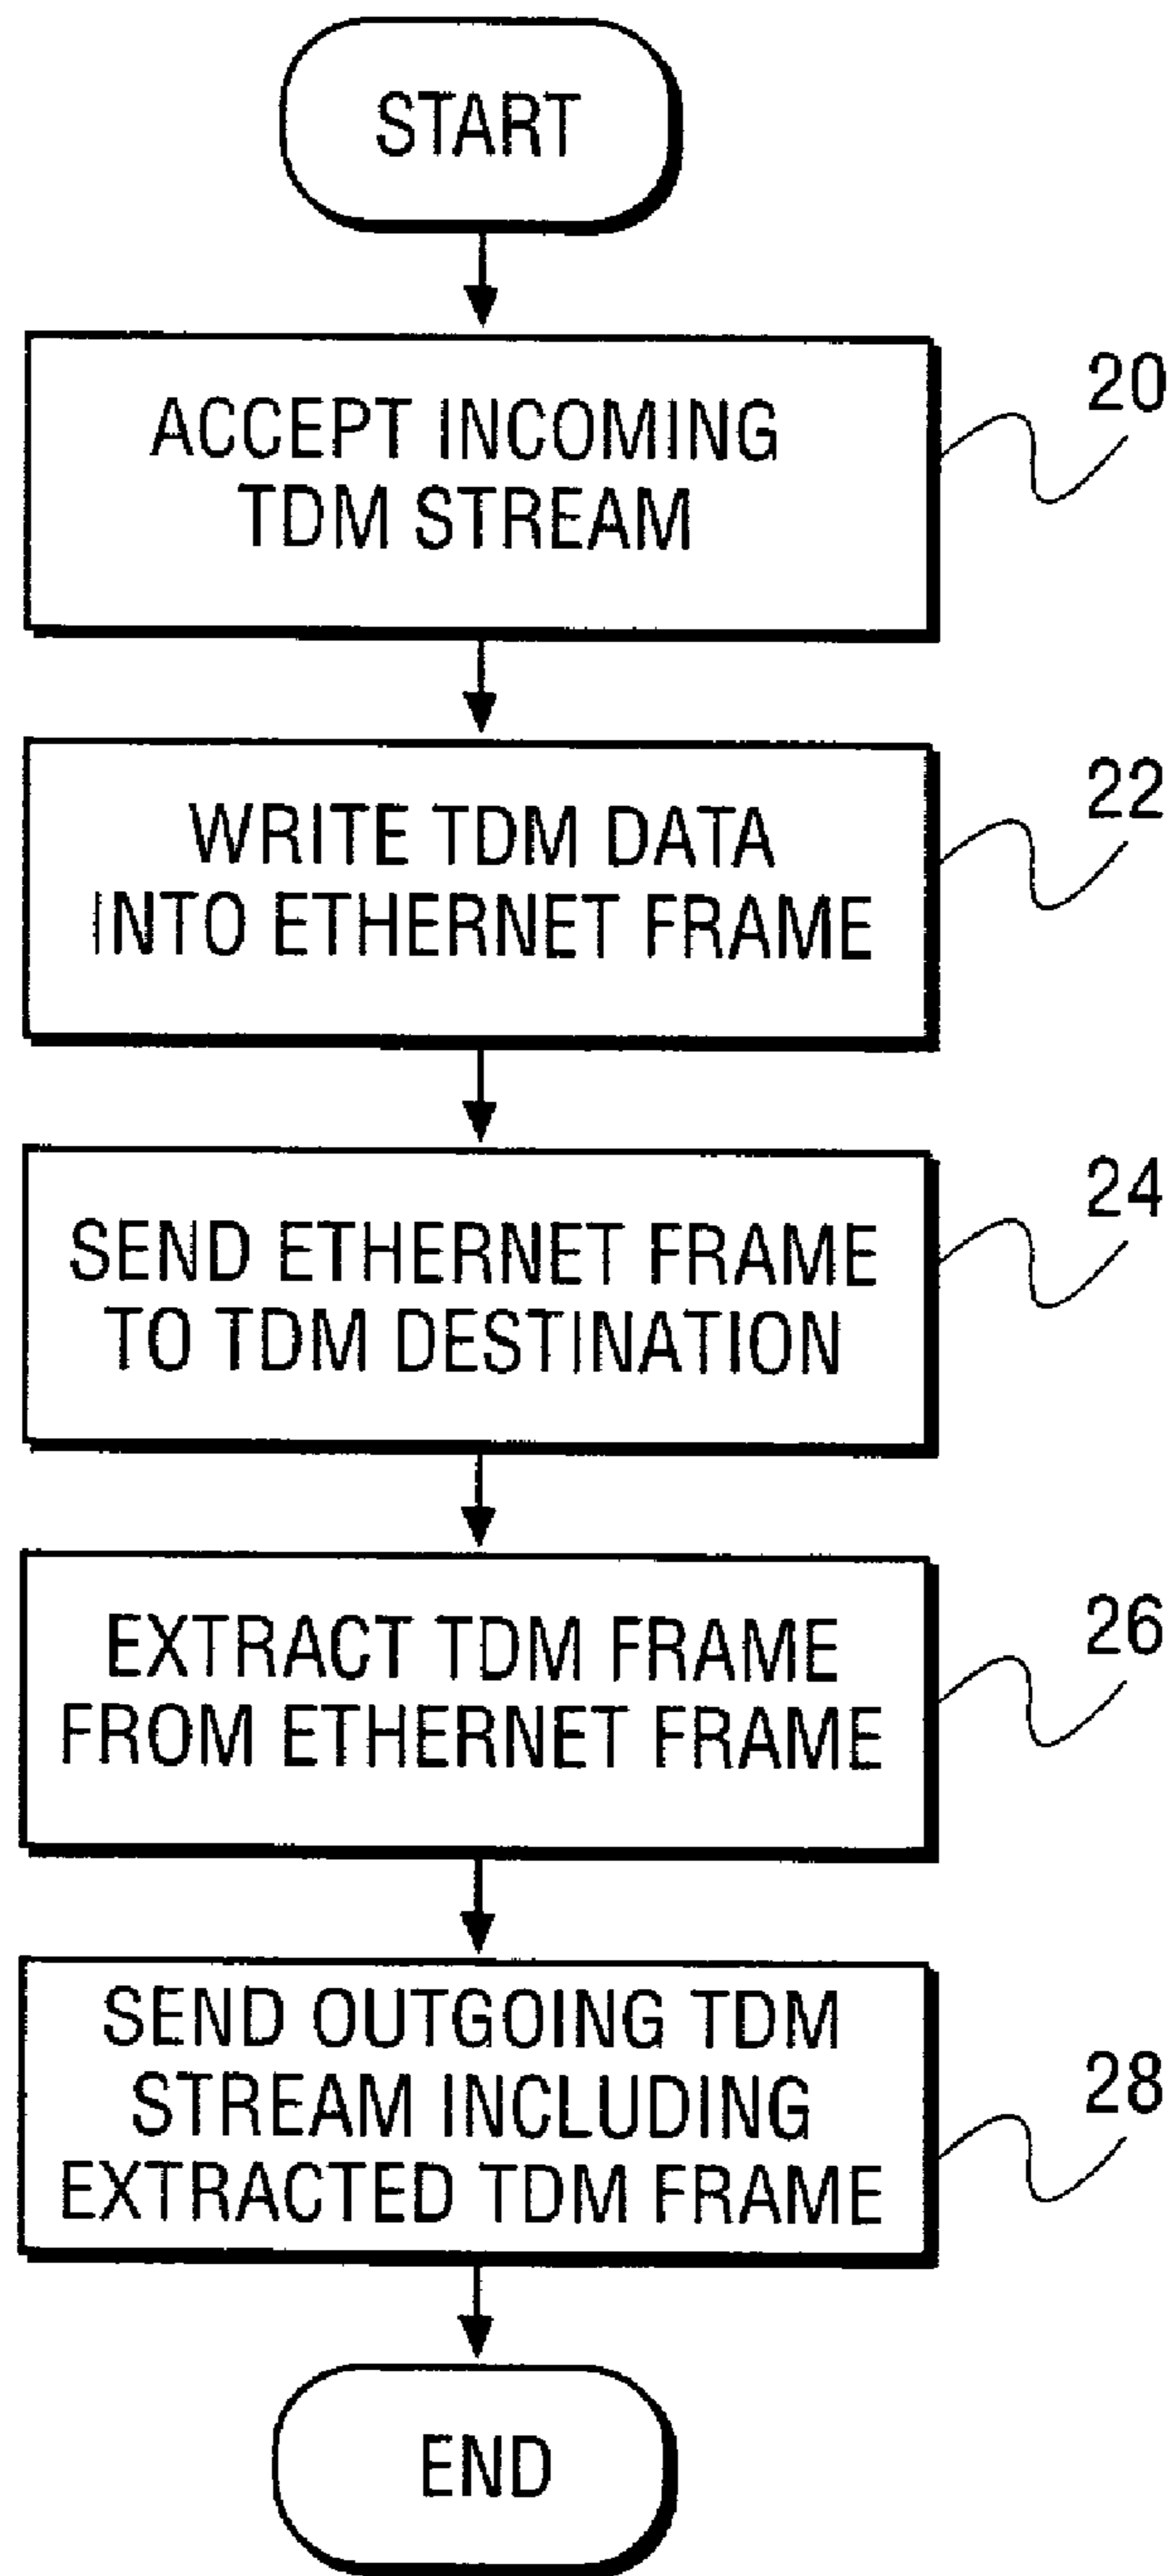 START
ACCEPT INCOMING
TDM STREAM
20
WRITE TDM DATA
INTO ETHERNET FRAME
22
SEND ETHERNET FRAME
TO TDM DESTINATION
24
EXTRACT TDM FRAME
FROM ETHERNET FRAME
26
SEND OUTGOING TDM
STREAM INCLUDING
EXTRACTED TDM FRAME
28
END